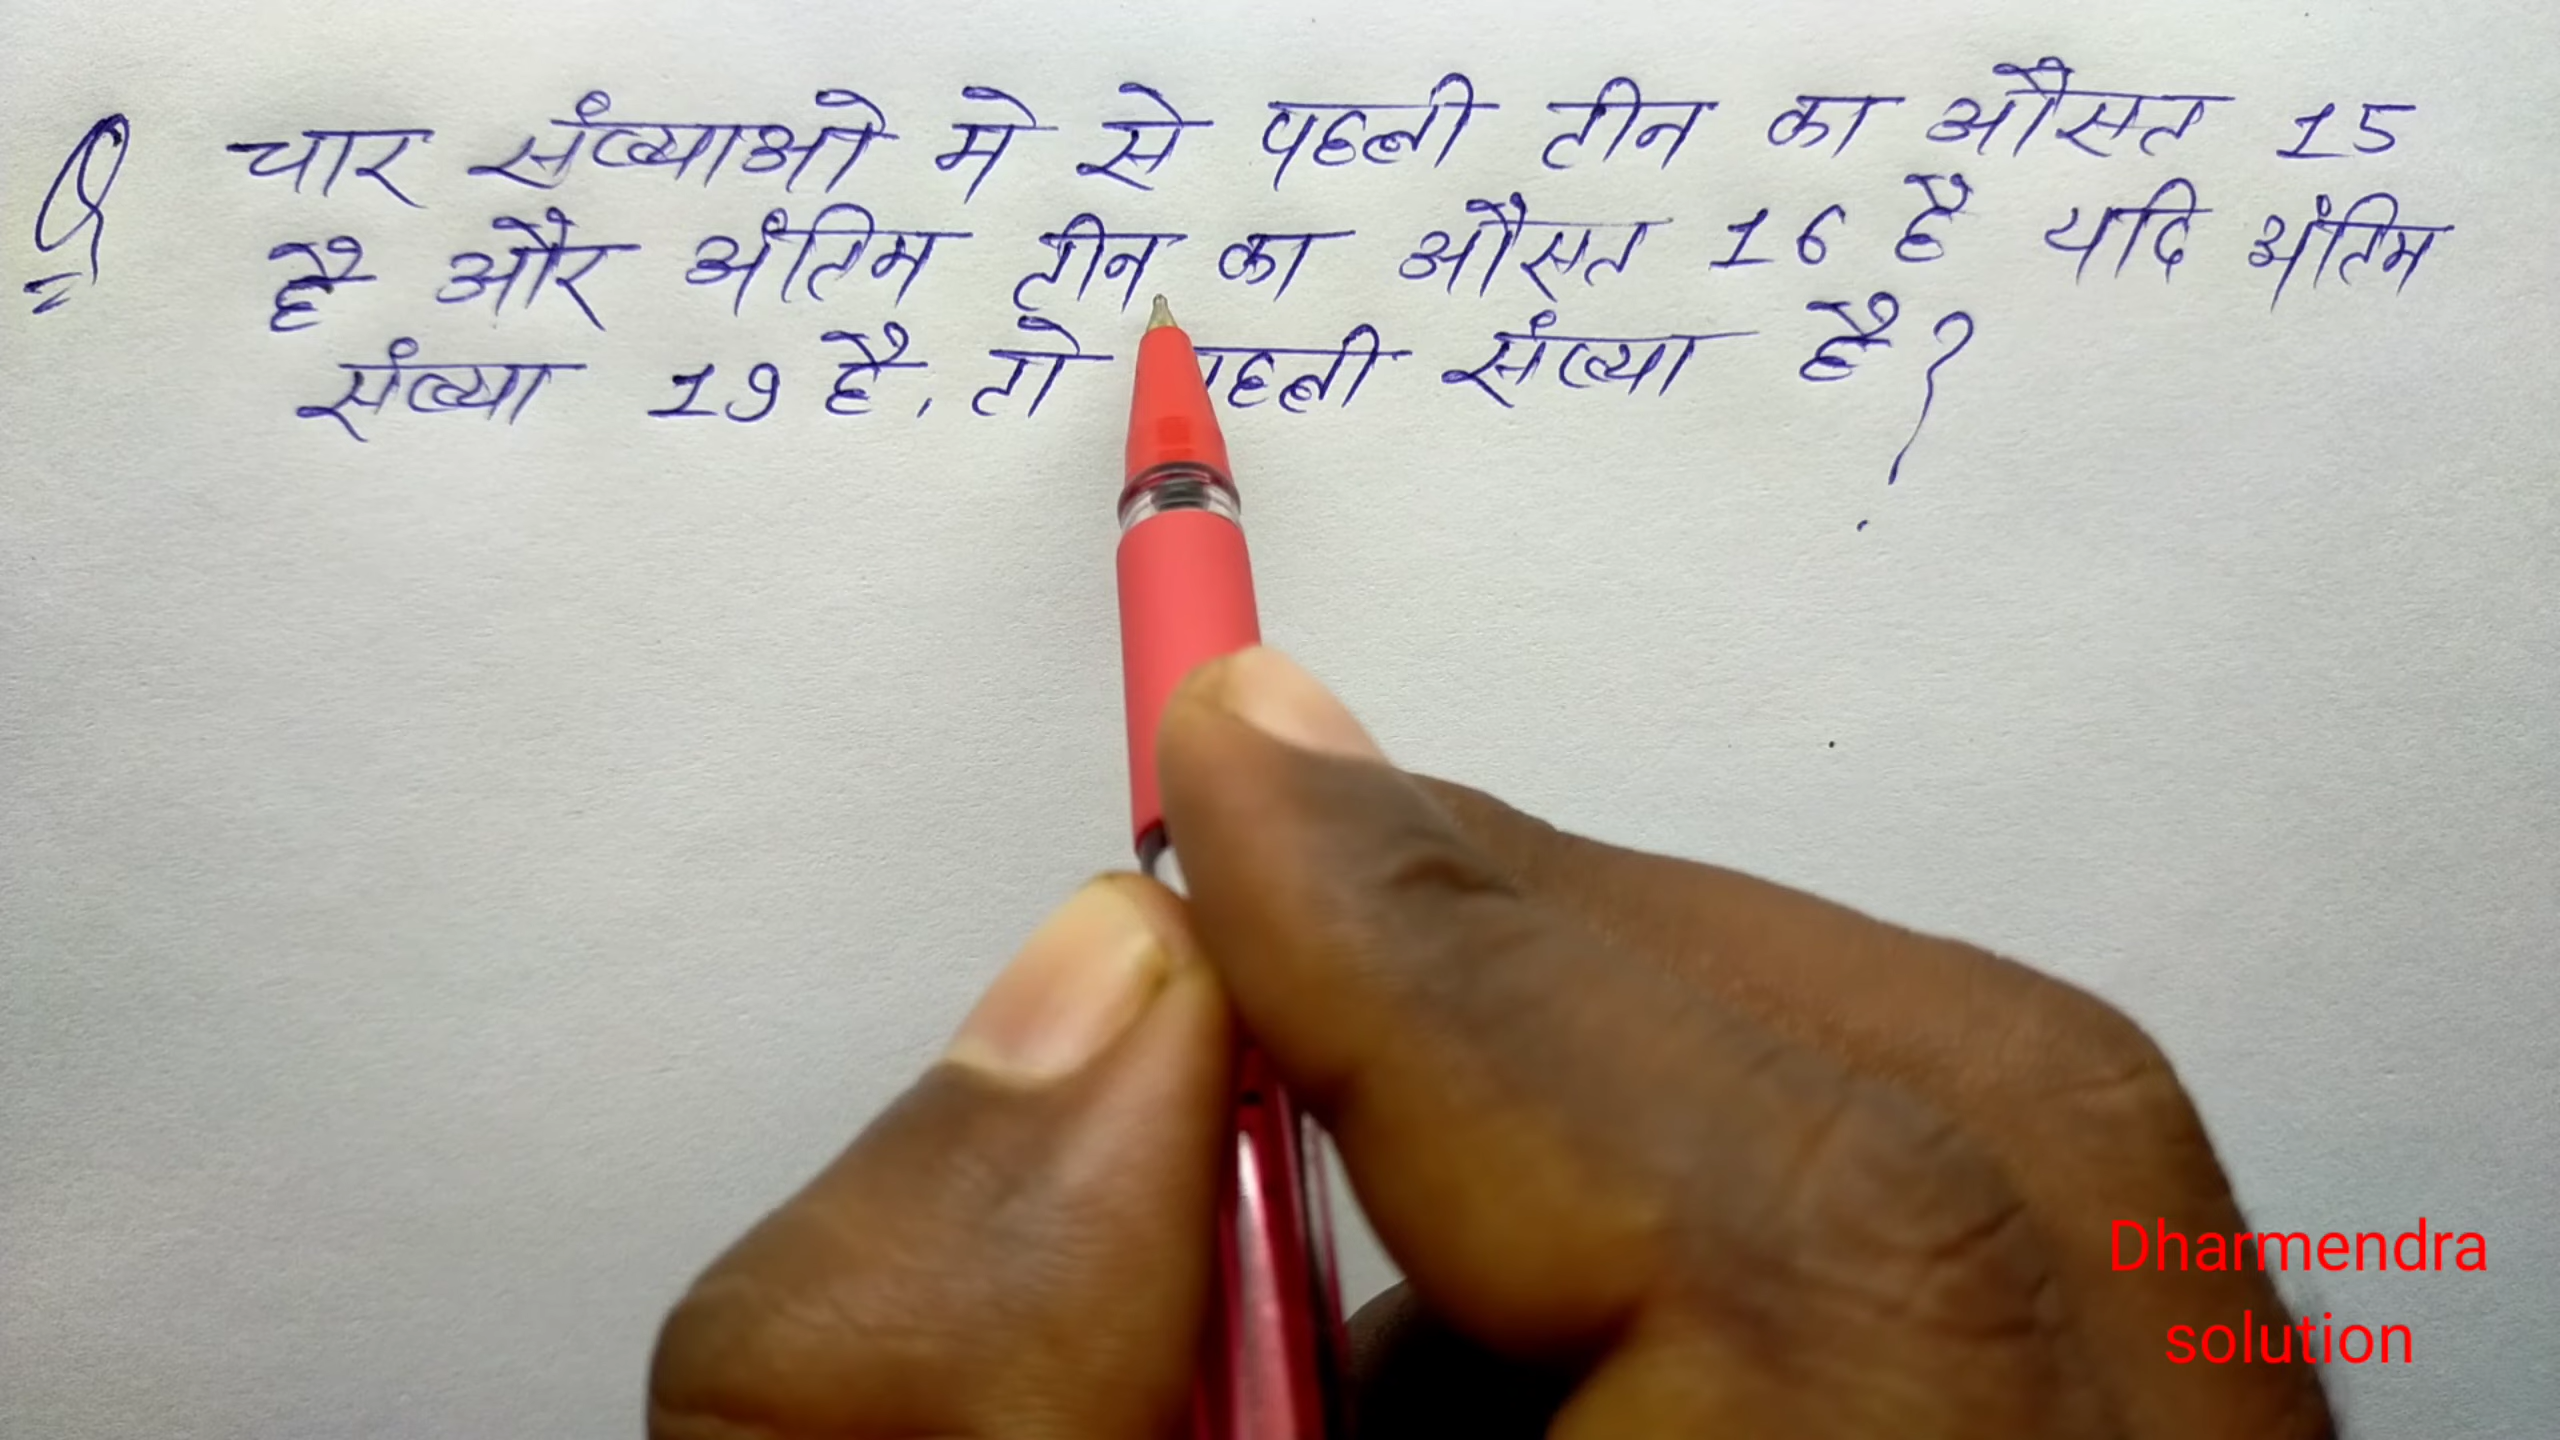 Q चार संख्याओ मे से पहली तीन का औसत 15
है और अंतिम तीन का औसत 16 है यदि अंतिम
संख्या 19 है, तो पहली संख्या है?
Dharmendra
solution